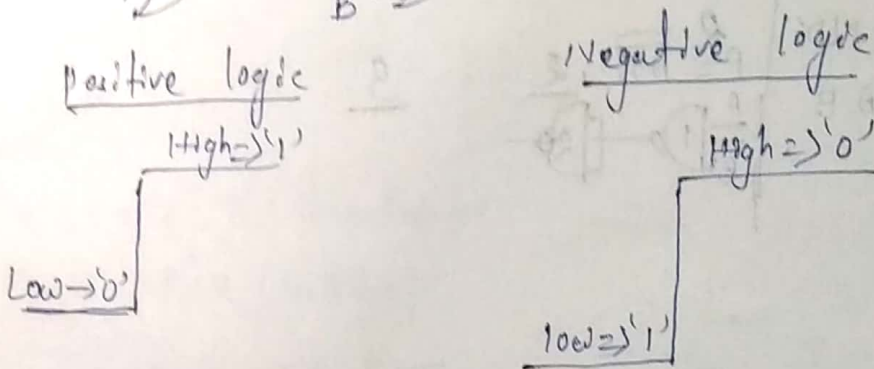 B
Positive logic
High=>'1'
Low->'0'
Negative logic
High=>'0'
low=>'1'